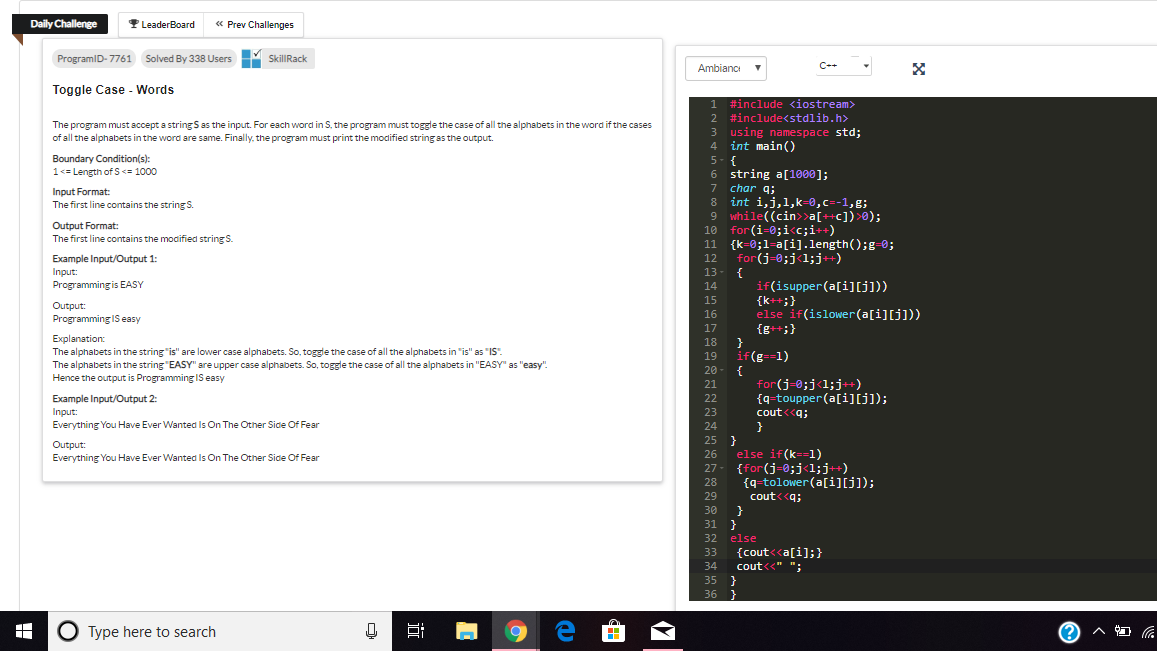 Daily Challenge
LeaderBoard
Prev Challenges
ProgramID- 7761
Solved By 338 Users
SkillRack
Toggle Case - Words
The program must accept a string S as the input. For each word in S, the program must toggle the case of all the alphabets in the word if the cases
of all the alphabets in the word are same. Finally, the program must print the modified string as the output.
Boundary Condition(s):
1 <= Length of S <= 1000
Input Format:
The first line contains the string S.
Output Format:
The first line contains the modified string S.
Example Input/Output 1:
Input:
Programming is EASY
Output:
Programming IS easy
Explanation:
The alphabets in the string "is" are lower case alphabets. So, toggle the case of all the alphabets in "is" as "IS".
The alphabets in the string "EASY" are upper case alphabets. So, toggle the case of all the alphabets in "EASY" as "easy".
Hence the output is Programming IS easy
Example Input/Output 2:
Input:
Everything You Have Ever Wanted Is On The Other Side Of Fear
Output:
Everything You Have Ever Wanted Is On The Other Side Of Fear
Ambianc
C++
1 #include <iostream>
2 #include<stdlib.h>
3 using namespace std;
4 int main()
5 {
6 string a[1000];
7 char q;
8 int i,j,l,k=0,c=-1,g;
9 while((cin>>a[++c])>0);
10 for(i=0;i<c;i++)
11 {k=0;l=a[i].length();g=0;
12 for(j=0;j<l;j++)
13 {
14 if(isupper(a[i][j]))
15 {k++;}
16 else if(islower(a[i][j]))
17 {g++;}
18 }
19 if(g==l)
20 {
21 for(j=0;j<l;j++)
22 {q=toupper(a[i][j]);
23 cout<<q;
24 }
25 }
26 else if(k==l)
27 {for(j=0;j<l;j++)
28 {q=tolower(a[i][j]);
29 cout<<q;
30 }
31 }
32 else
33 {cout<<a[i];}
34 cout<<" ";
35 }
36 }
Type here to search